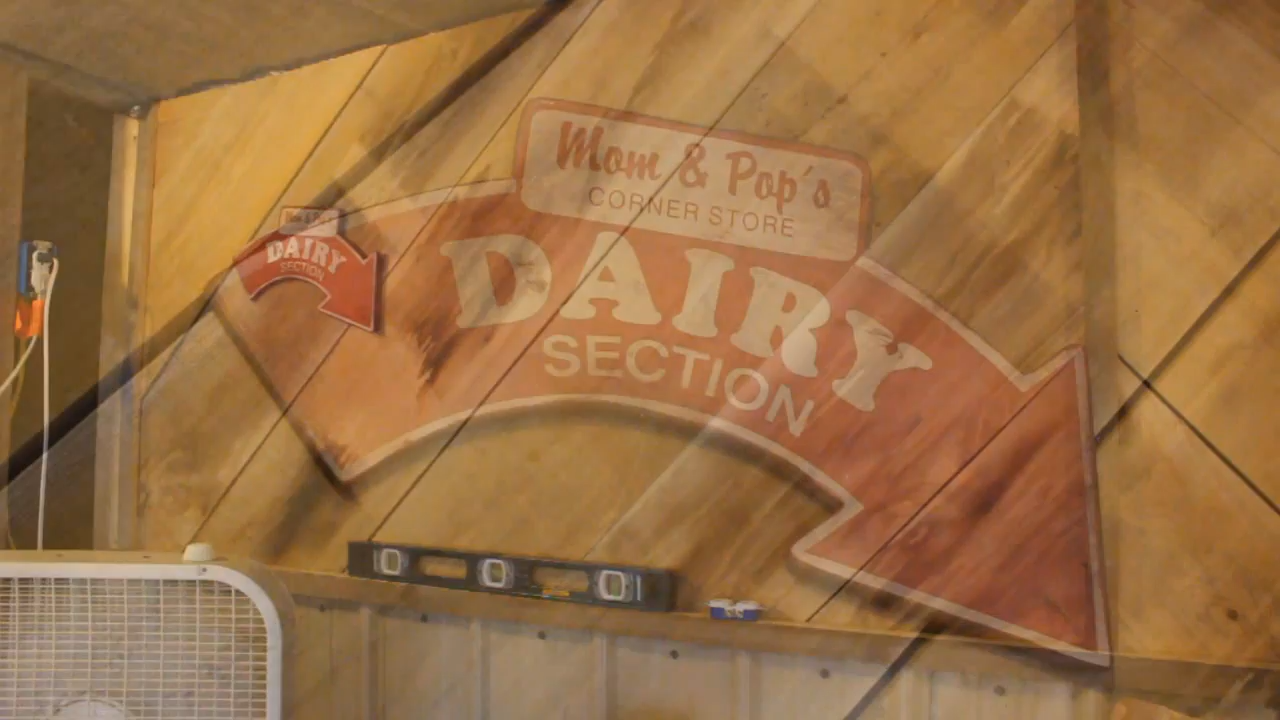 Mom & Pop's
CORNER STORE
DAIRY
SECTION
DAIRY
SECTION